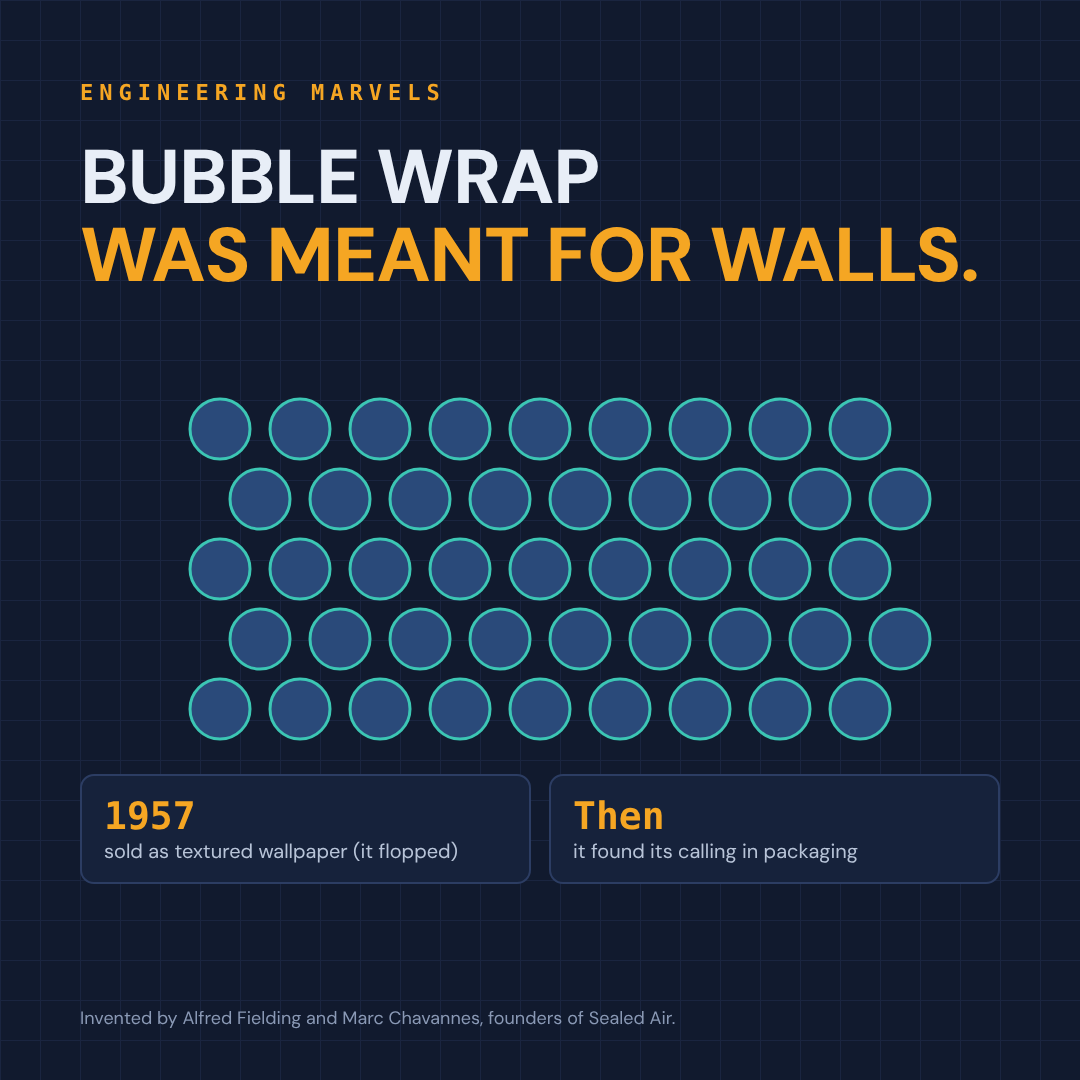 ENGINEERING MARVELS
BUBBLE WRAP
WAS MEANT FOR WALLS.
1957
sold as textured wallpaper (it flopped)
Then
it found its calling in packaging
Invented by Alfred Fielding and Marc Chavannes, founders of Sealed Air.